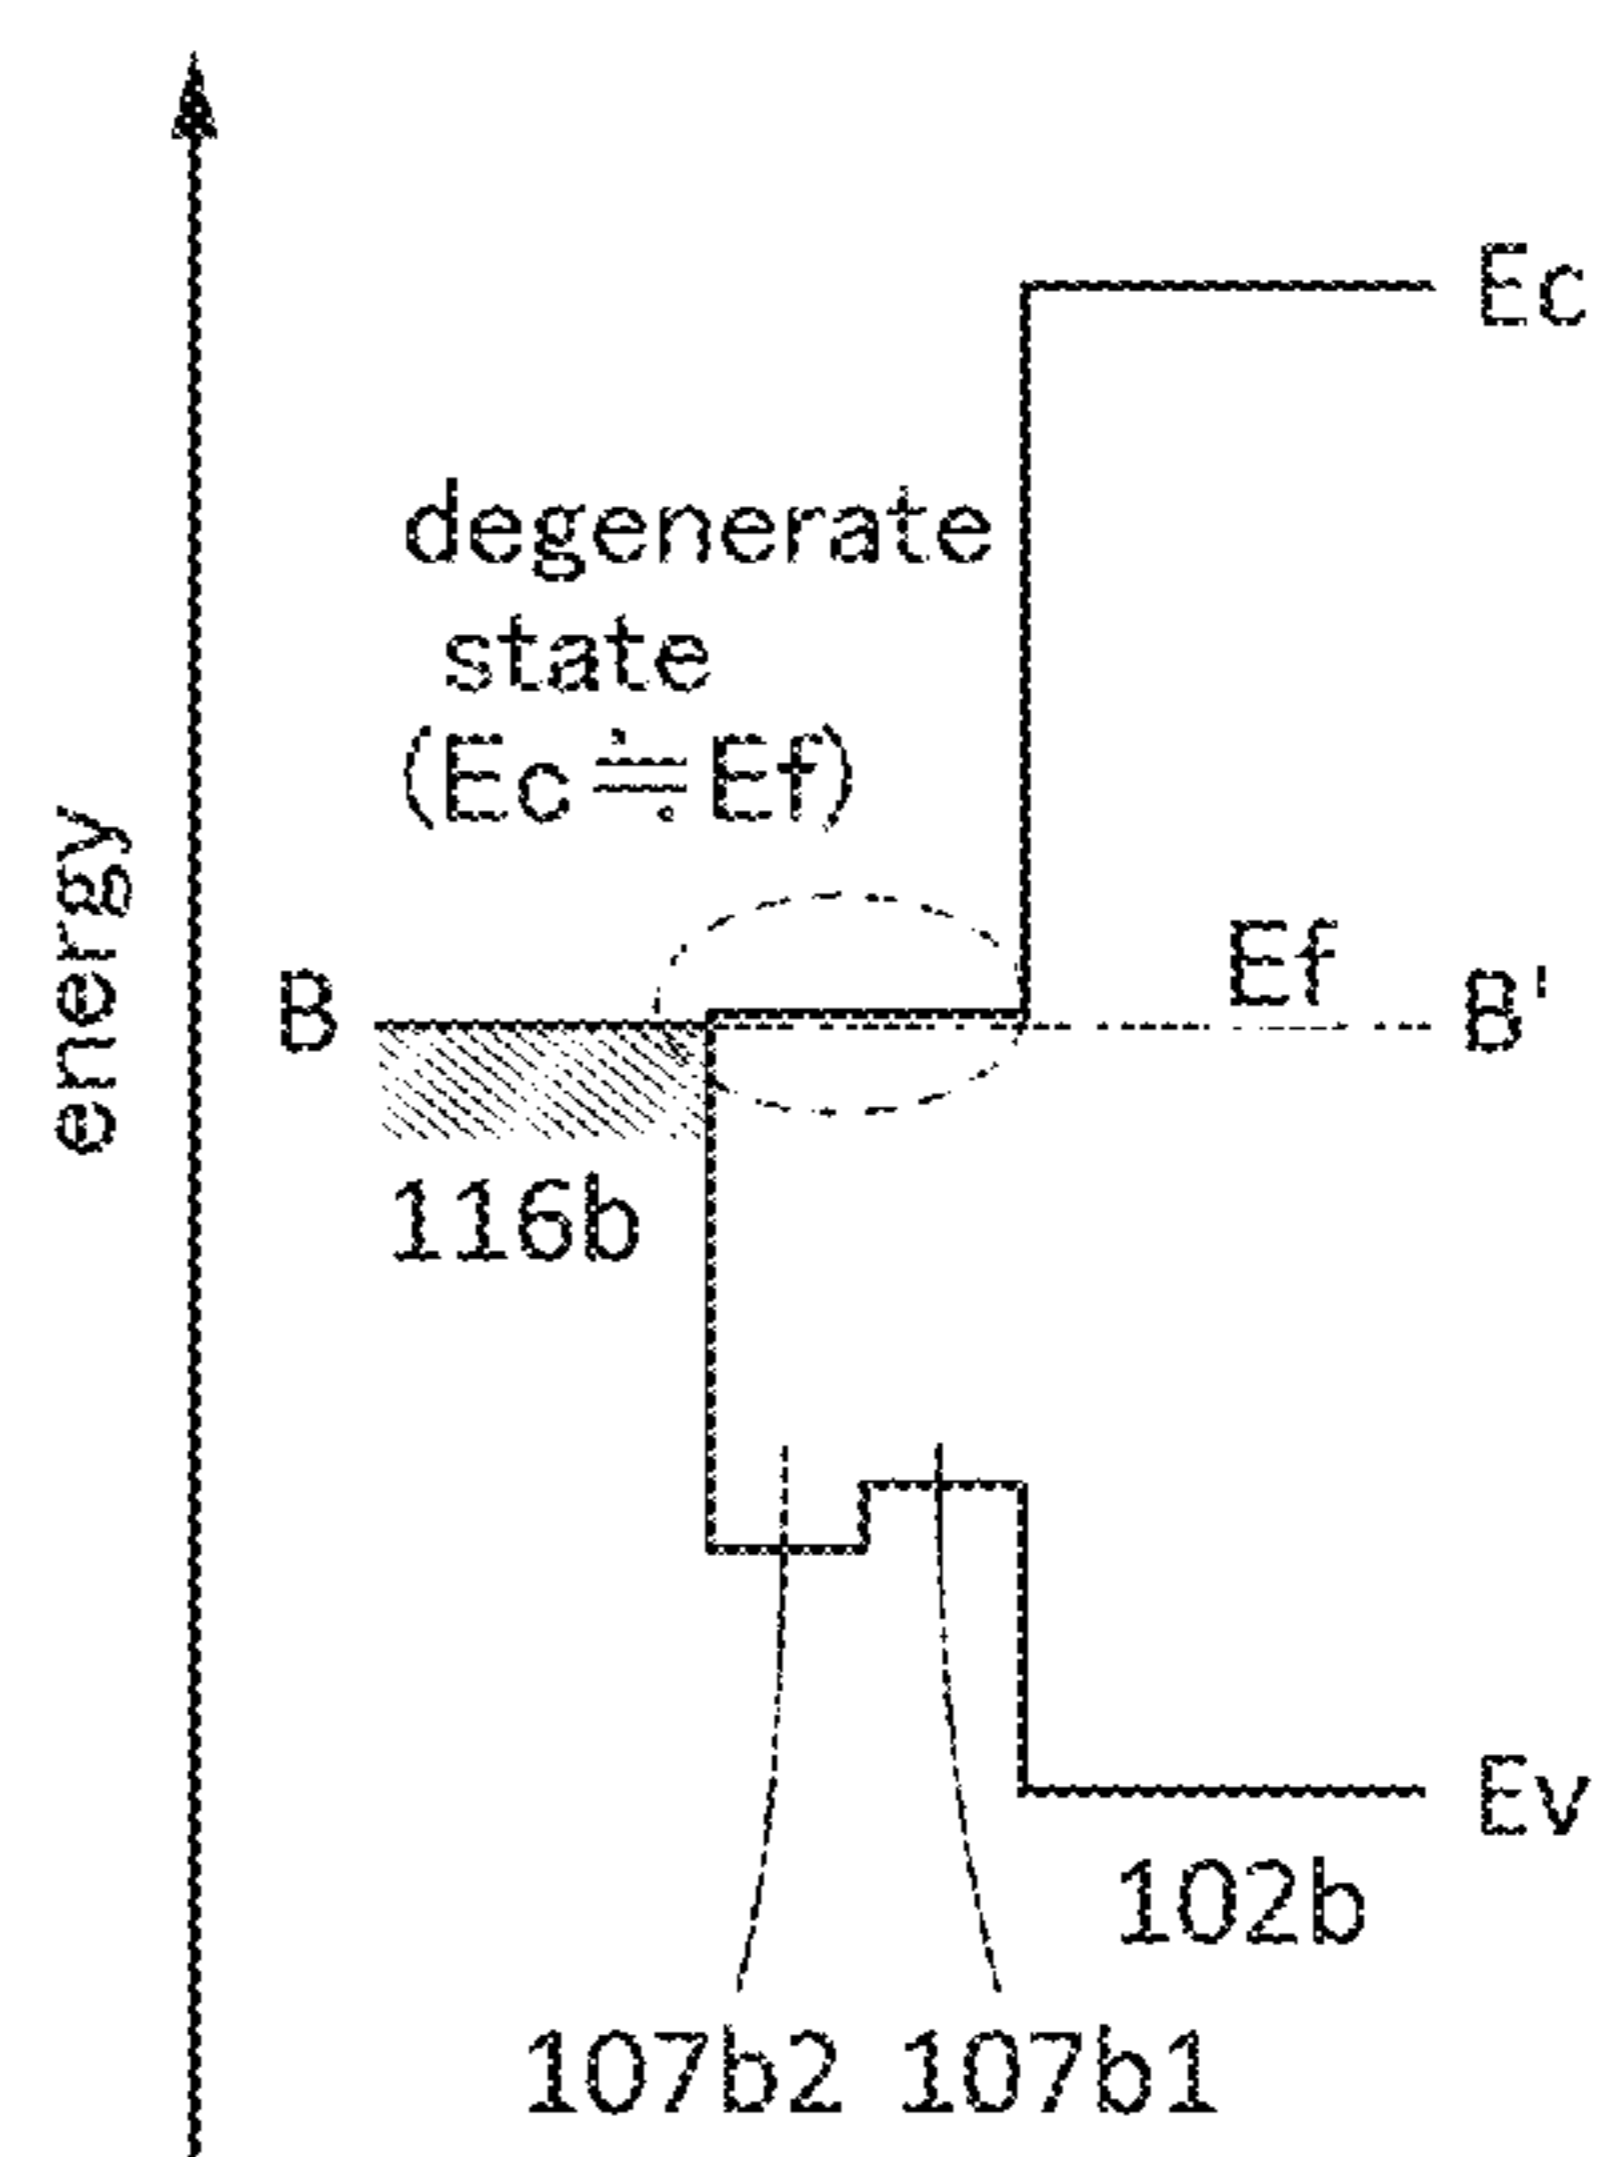 Ec
degenerate
state
(Ec≒Ef)
energy
B
Ef
B'
116b
Ev
102b
107b2 107b1